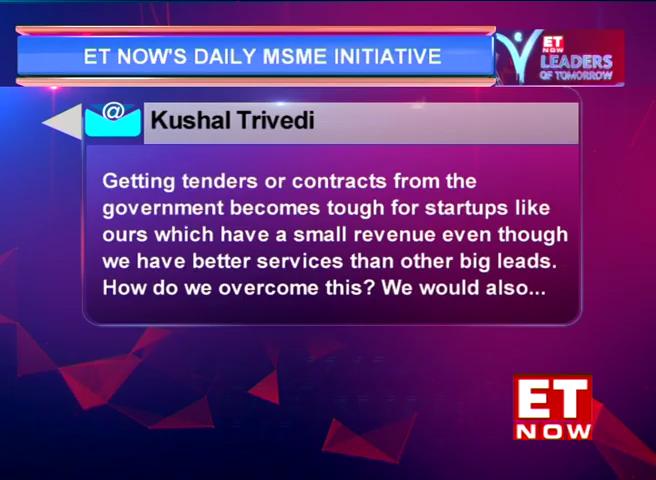 ET NOW'S DAILY MSME INITIATIVE
ET
NOW
LEADERS
OF TOMORROW
@
Kushal Trivedi
Getting tenders or contracts from the
government becomes tough for startups like
ours which have a small revenue even though
we have better services than other big leads.
How do we overcome this? We would also...
ET
NOW